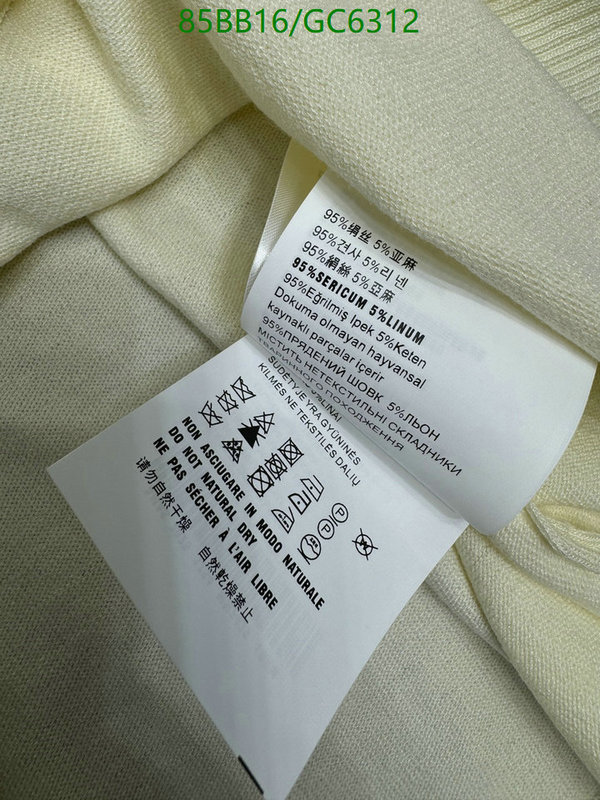 85BB16/GC6312
95%绢丝 5%亚麻
95%견사 5%리넨
95%絹絲 5%亞麻
95%SERICUM 5%LINUM
95%Eğrilmiş Ipek 5%Keten
Dokuma olmayan hayvansal
kaynaklı parçalar içerir
95%ПРЯДЕНИЙ ШОВК 5%ЛЬОН
МІСТИТЬ НЕТЕКСТИЛЬНІ СКЛАДНИКИ
ТВАРИННОГО ПОХОДЖЕННЯ
SUDĖTYJE YRA GYŪNINĖS
KILMĖS NE TEKSTILĖS DALIŲ
P
P
NON ASCIUGARE IN MODO NATURALE
DO NOT NATURAL DRY
NE PAS SÉCHER A L'AIR LIBRE
请勿自然干燥 自然乾燥禁止